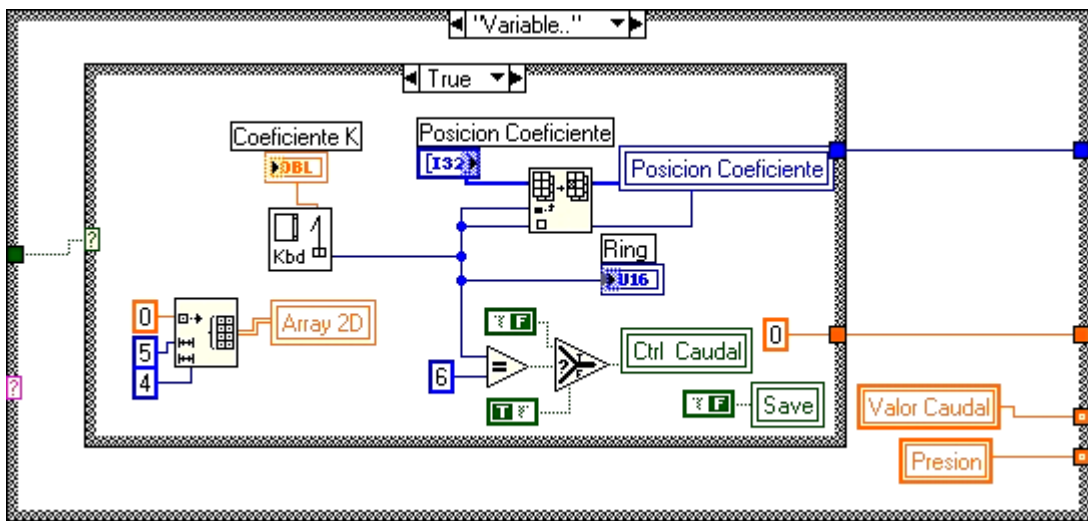 "Variable.."
True
Coeficiente K
DBL
Kbd
Posicion Coeficiente
[I32
Posicion Coeficiente
Ring
U16
0
5
4
Array 2D
F
6
=
?
T
F
T
Ctrl Caudal
0
F
Save
Valor Caudal
Presion
?
?